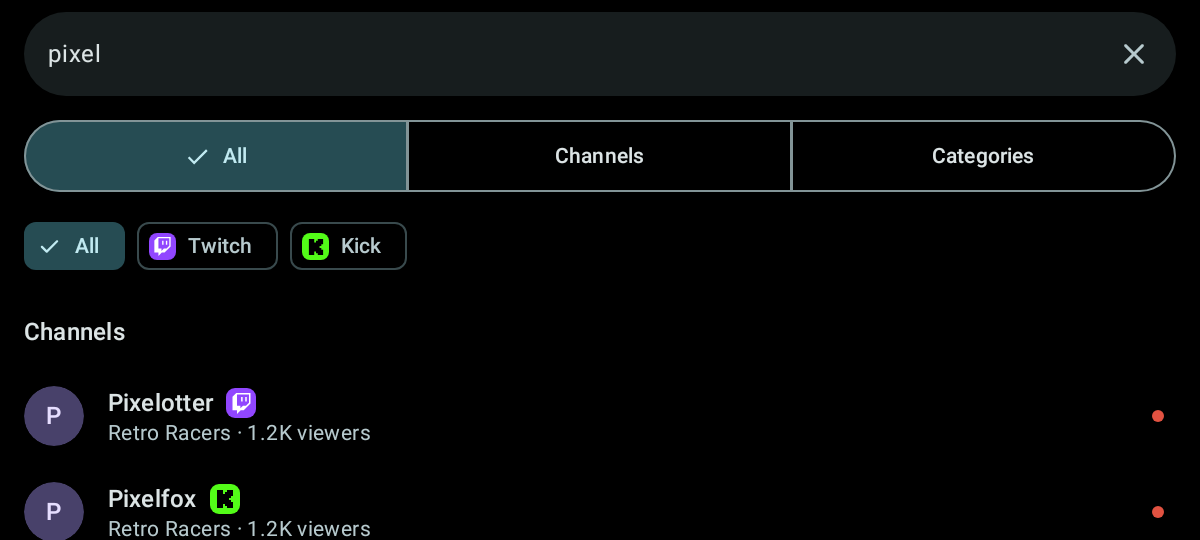 pixel
All
Channels
Categories
All
Twitch
Kick
Channels
P
Pixelotter
Retro Racers · 1.2K viewers
P
Pixelfox
Retro Racers · 1.2K viewers